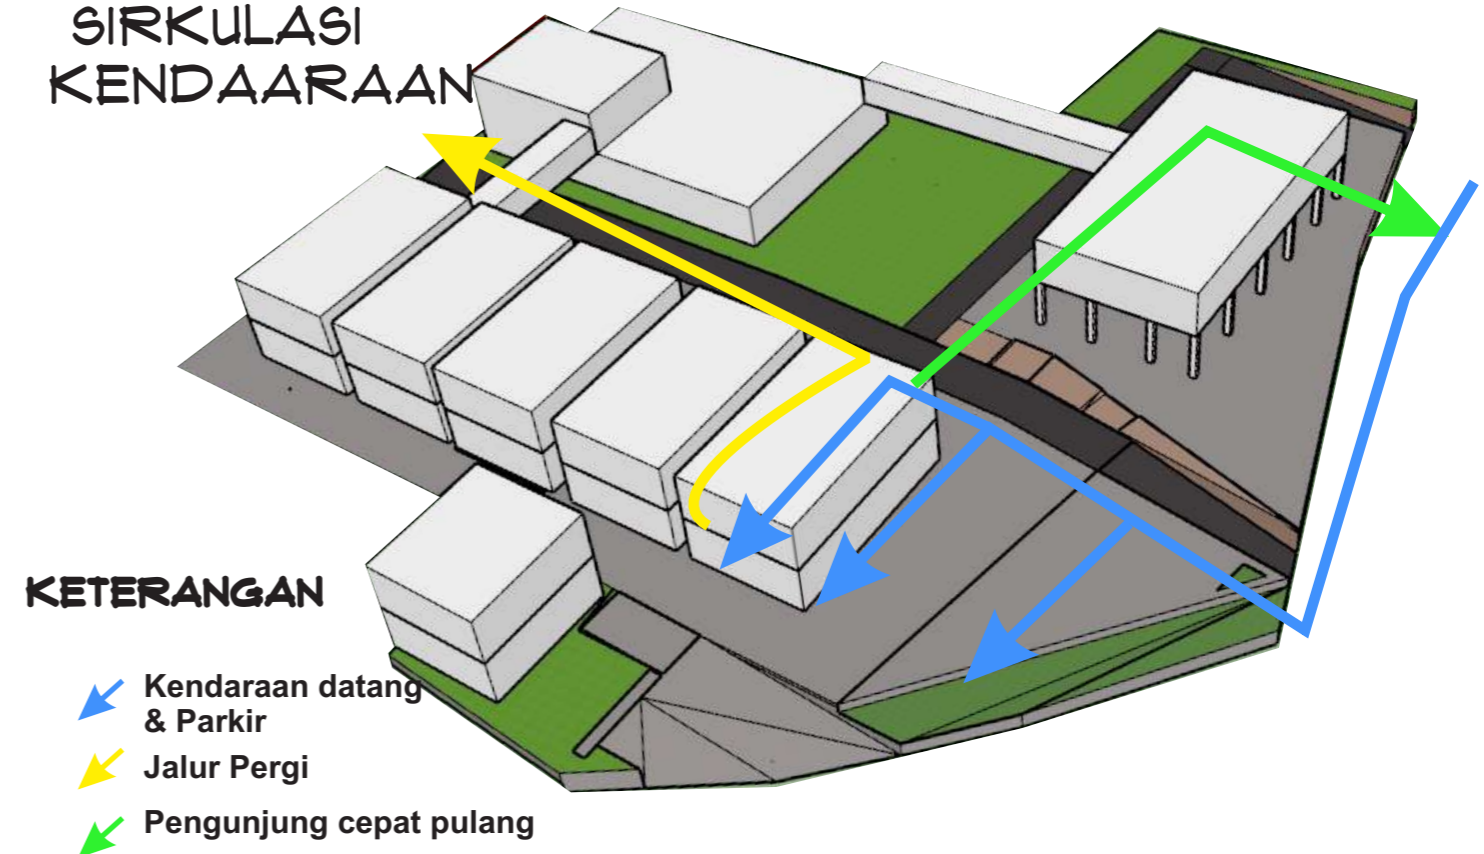 SIRKULASI
KENDAARAAN
KETERANGAN
Kendaraan datang
& Parkir
Jalur Pergi
Pengunjung cepat pulang